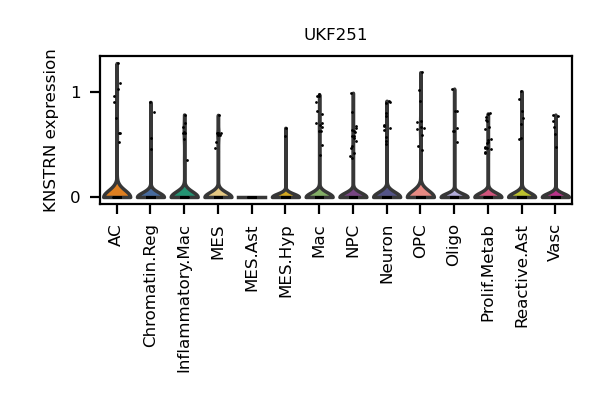 UKF251
KNSTRN expression
1
0
AC
Chromatin.Reg
Inflammatory.Mac
MES
MES.Ast
MES.Hyp
Mac
NPC
Neuron
OPC
Oligo
Prolif.Metab
Reactive.Ast
Vasc